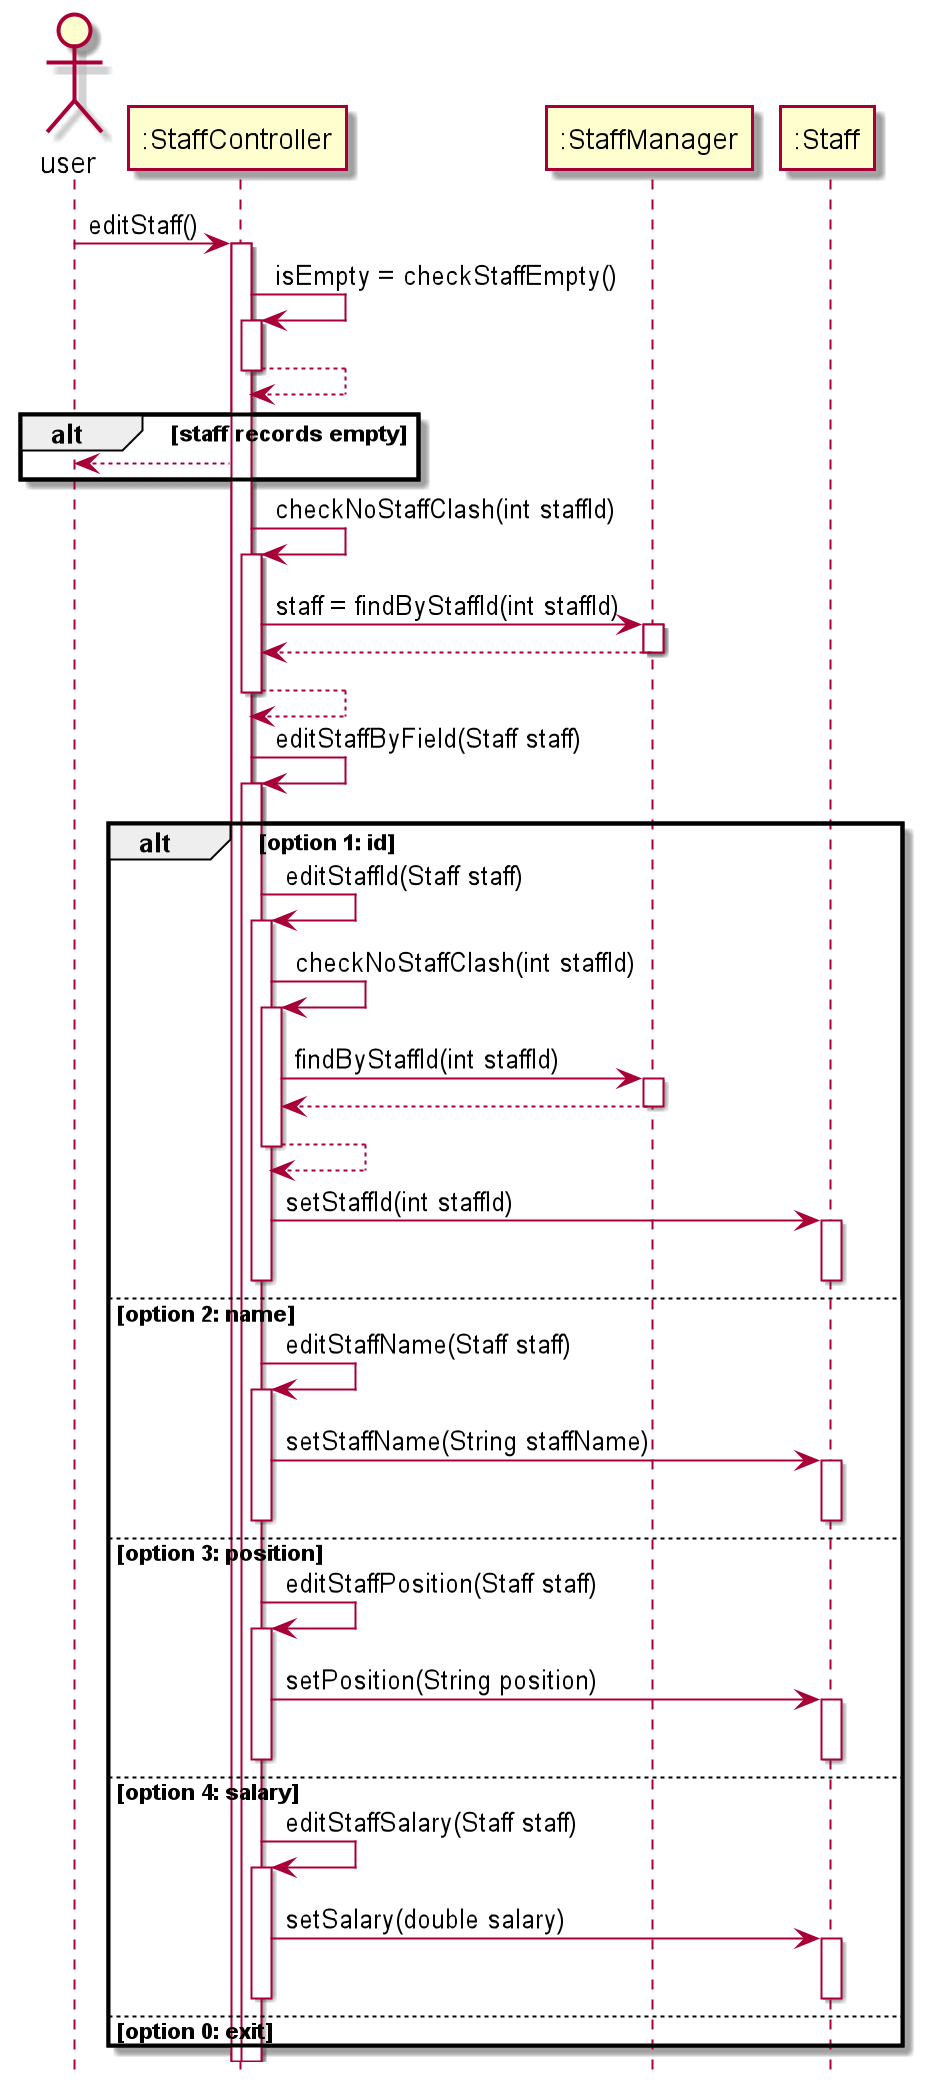 user
:StaffController
:StaffManager
:Staff
editStaff()
isEmpty = checkStaffEmpty()
alt
[staff records empty]
checkNoStaffClash(int staffId)
staff = findByStaffId(int staffId)
editStaffByField(Staff staff)
alt
[option 1: id]
editStaffId(Staff staff)
checkNoStaffClash(int staffId)
findByStaffId(int staffId)
setStaffId(int staffId)
[option 2: name]
editStaffName(Staff staff)
setStaffName(String staffName)
[option 3: position]
editStaffPosition(Staff staff)
setPosition(String position)
[option 4: salary]
editStaffSalary(Staff staff)
setSalary(double salary)
[option 0: exit]